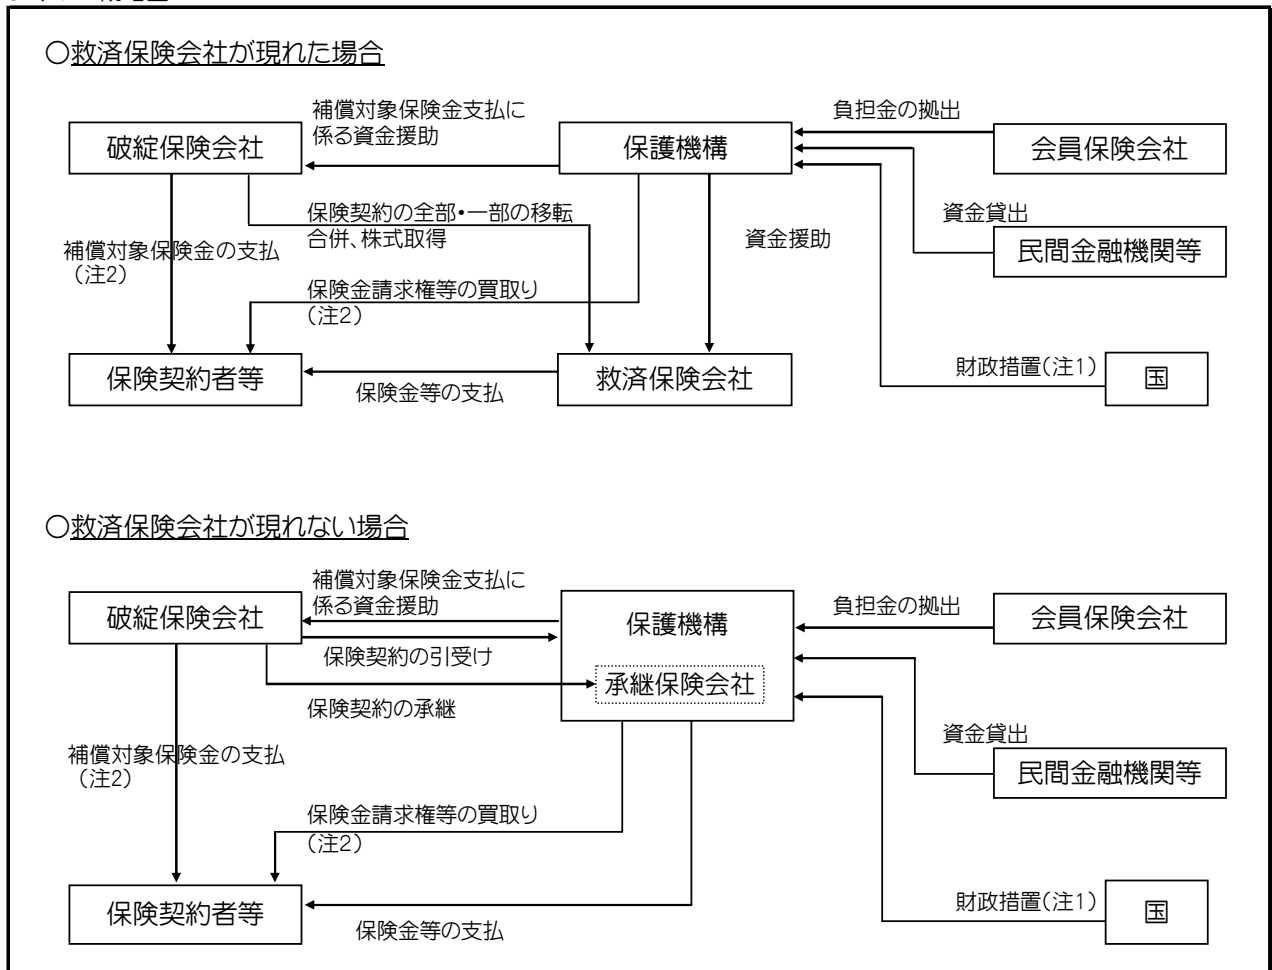 ○救済保険会社が現れた場合
補償対象保険金支払に
係る資金援助
負担金の拠出
破綻保険会社
保護機構
会員保険会社
保険契約の全部・一部の移転
合併、株式取得
資金貸出
補償対象保険金の支払
(注2)
資金援助
民間金融機関等
保険金請求権等の買取り
(注2)
保険契約者等
保険金等の支払
救済保険会社
財政措置(注1)
国
○救済保険会社が現れない場合
補償対象保険金支払に
係る資金援助
負担金の拠出
破綻保険会社
保護機構
会員保険会社
保険契約の引受け
承継保険会社
保険契約の承継
資金貸出
補償対象保険金の支払
(注2)
民間金融機関等
保険金請求権等の買取り
(注2)
保険契約者等
保険金等の支払
財政措置(注1)
国